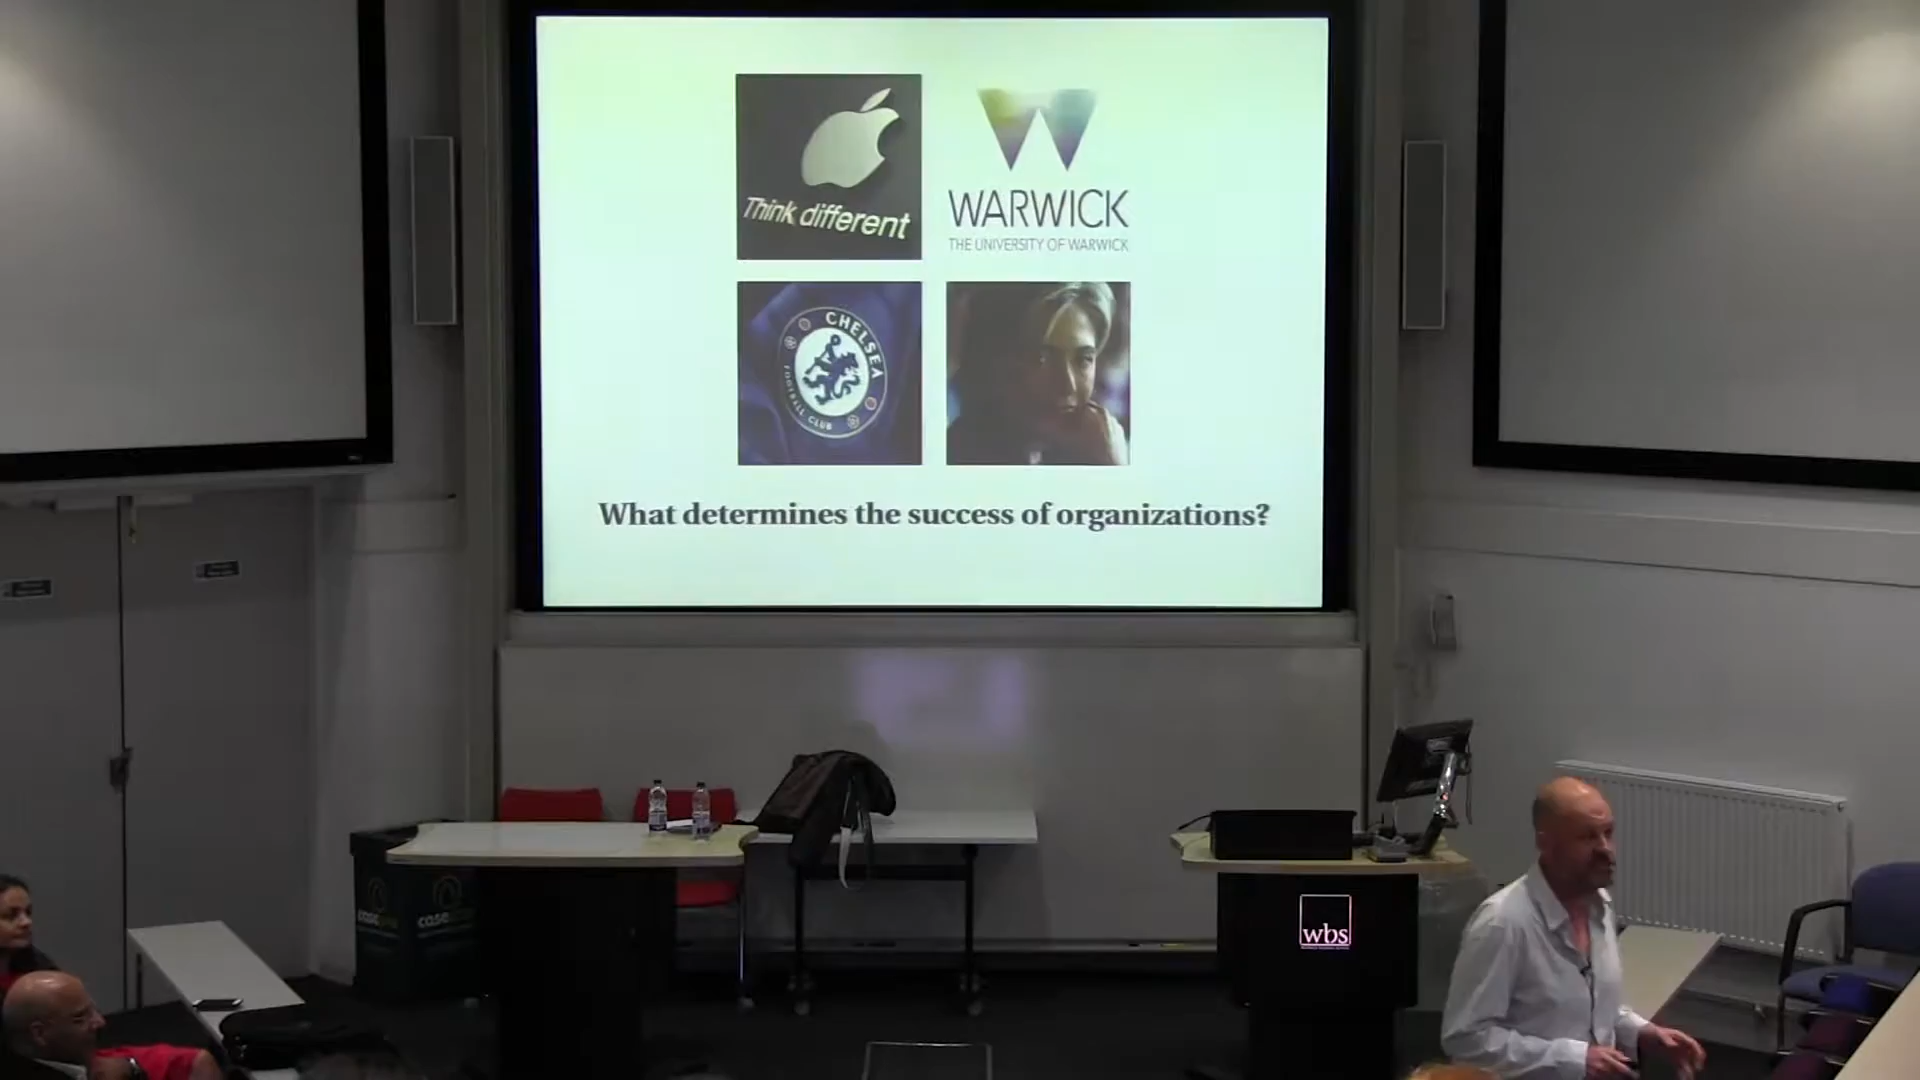 Think different
WARWICK
THE UNIVERSITY OF WARWICK
CHELSEA
FOOTBALL CLUB
What determines the success of organizations?
wbs